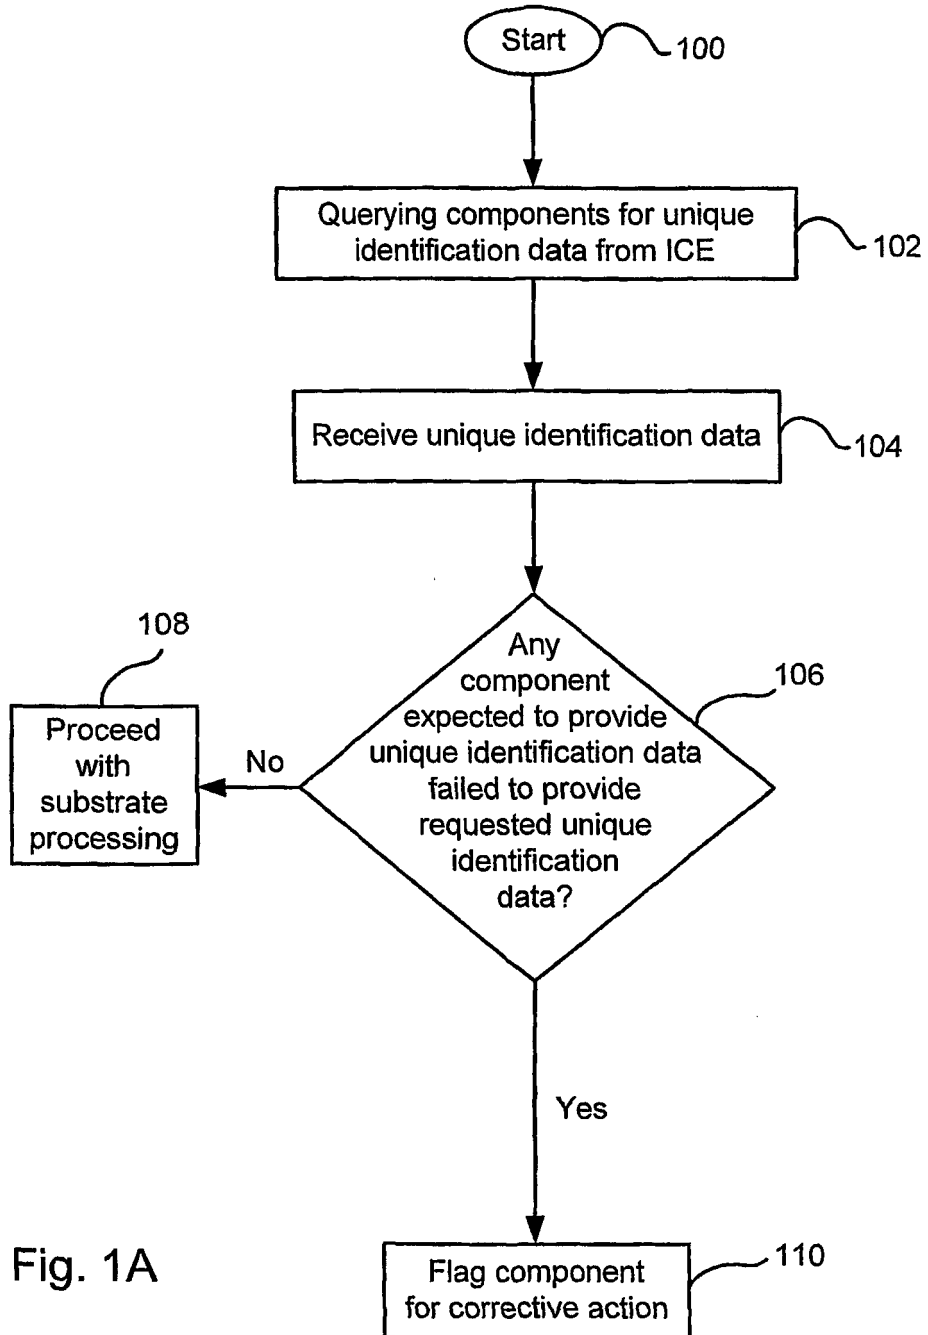 Start
100
Querying components for unique
identification data from ICE
102
Receive unique identification data
104
108
Any
component
expected to provide
unique identification data
failed to provide
requested unique
identification
data?
106
Proceed
with
substrate
processing
No
Yes
Fig. 1A
Flag component
for corrective action
110